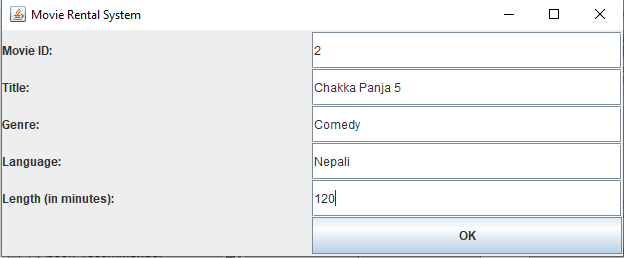 Movie Rental System
Movie ID: 2
Title: Chakka Panja 5
Genre: Comedy
Language: Nepali
Length (in minutes): 120
OK